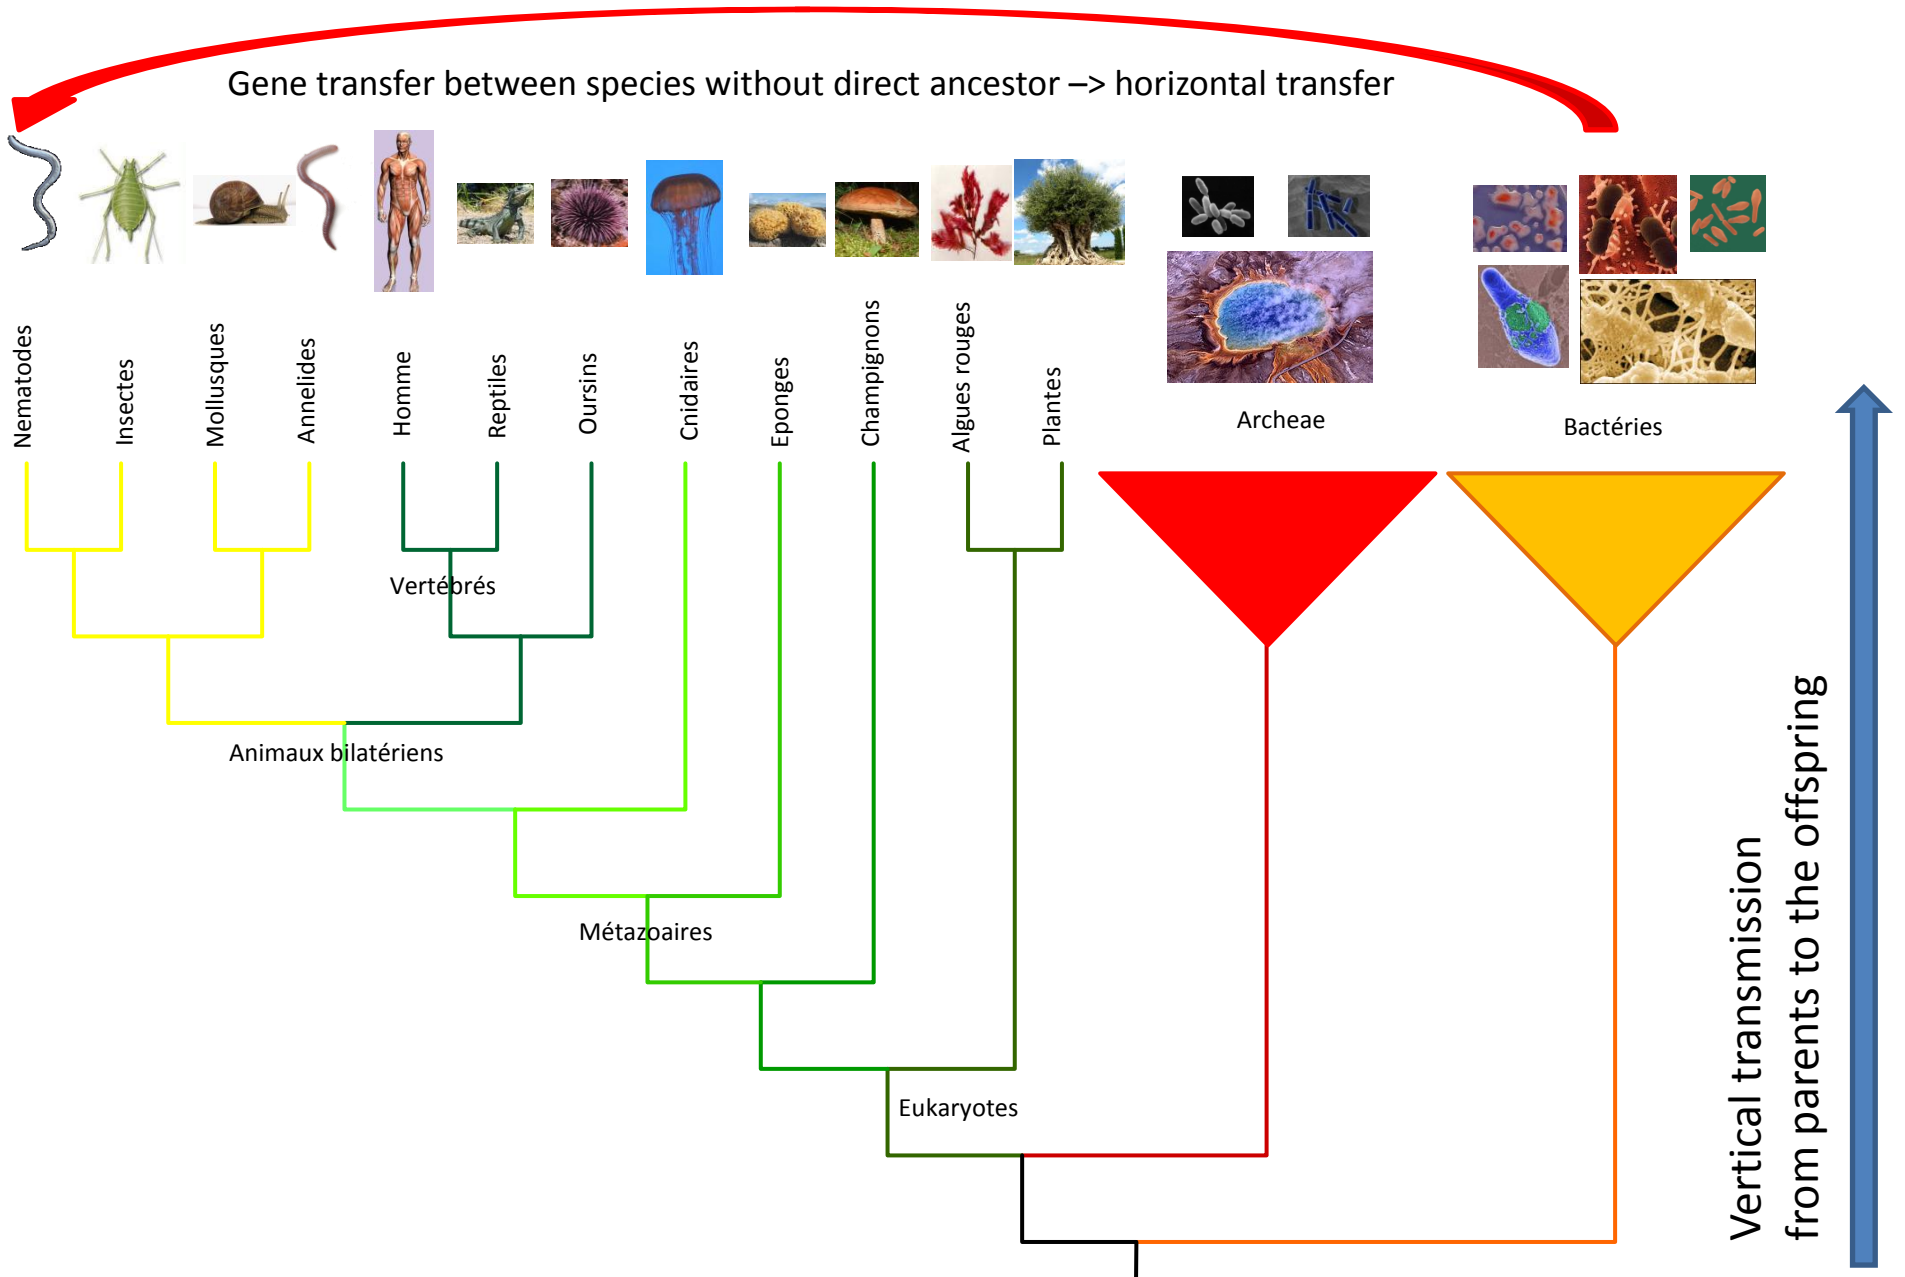 Gene transfer between species without direct ancestor –> horizontal transfer
Nematodes
Insectes
Mollusques
Annelides
Homme
Reptiles
Oursins
Cnidaires
Eponges
Champignons
Algues rouges
Plantes
Archeae
Bactéries
Vertébrés
Animaux bilatériens
Métazoaires
Eukaryotes
Vertical transmission
from parents to the offspring